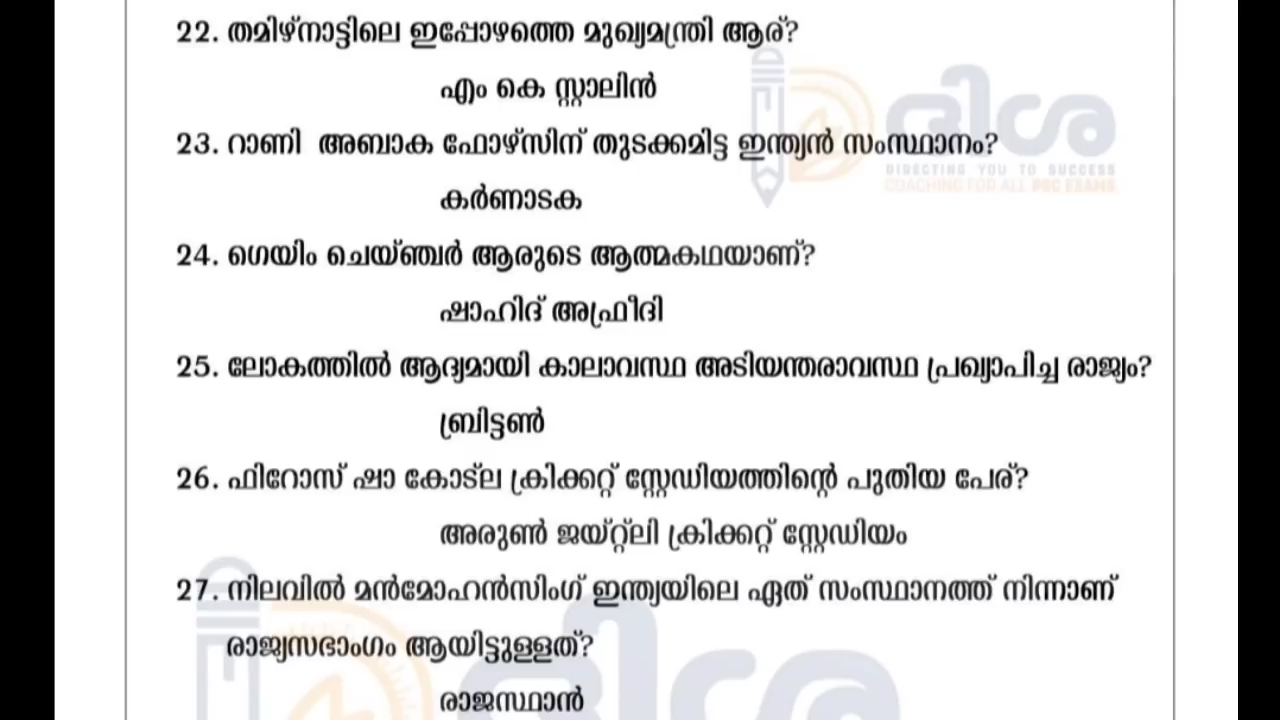 22. തമിഴ്നാട്ടിലെ ഇപ്പോഴത്തെ മുഖ്യമന്ത്രി ആര്?
എം കെ സ്റ്റാലിൻ
ദിശ
23. റാണി അബാക ഫോഴ്സിന് തുടക്കമിട്ട ഇന്ത്യൻ സംസ്ഥാനം?
DIRECTING YOU TO SUCCESS
COACHING FOR ALL PSC EXAMS
കർണാടക
24. ഗെയിം ചെയ്ഞ്ചർ ആരുടെ ആത്മകഥയാണ്?
ഷാഹിദ് അഫ്രീദി
25. ലോകത്തിൽ ആദ്യമായി കാലാവസ്ഥ അടിയന്തരാവസ്ഥ പ്രഖ്യാപിച്ച രാജ്യം?
ബ്രിട്ടൺ
26. ഫിറോസ് ഷാ കോട്ല ക്രിക്കറ്റ് സ്റ്റേഡിയത്തിന്റെ പുതിയ പേര്?
അരുൺ ജയ്റ്റ്ലി ക്രിക്കറ്റ് സ്റ്റേഡിയം
27. നിലവിൽ മൻമോഹൻസിംഗ് ഇന്ത്യയിലെ ഏത് സംസ്ഥാനത്ത് നിന്നാണ്
രാജ്യസഭാംഗം ആയിട്ടുള്ളത്?
ദിശ
രാജസ്ഥാൻ